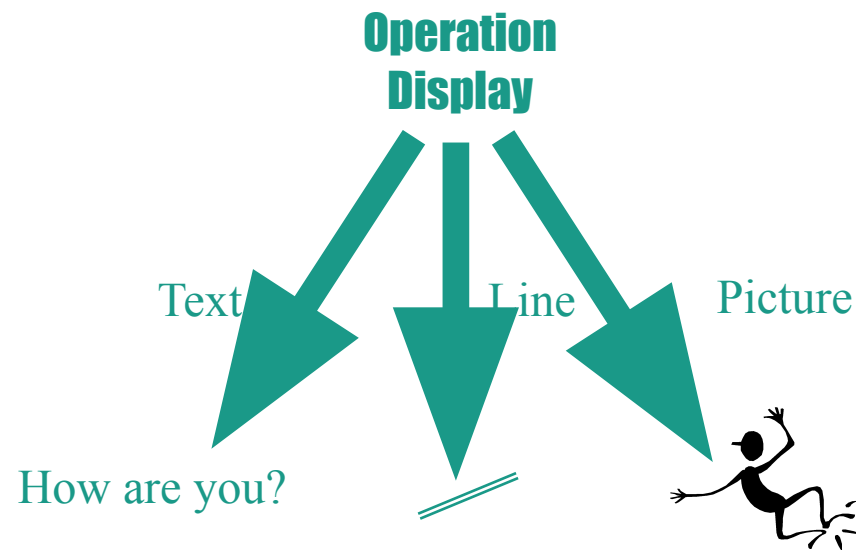 Operation
Display
Text
Line
Picture
How are you?